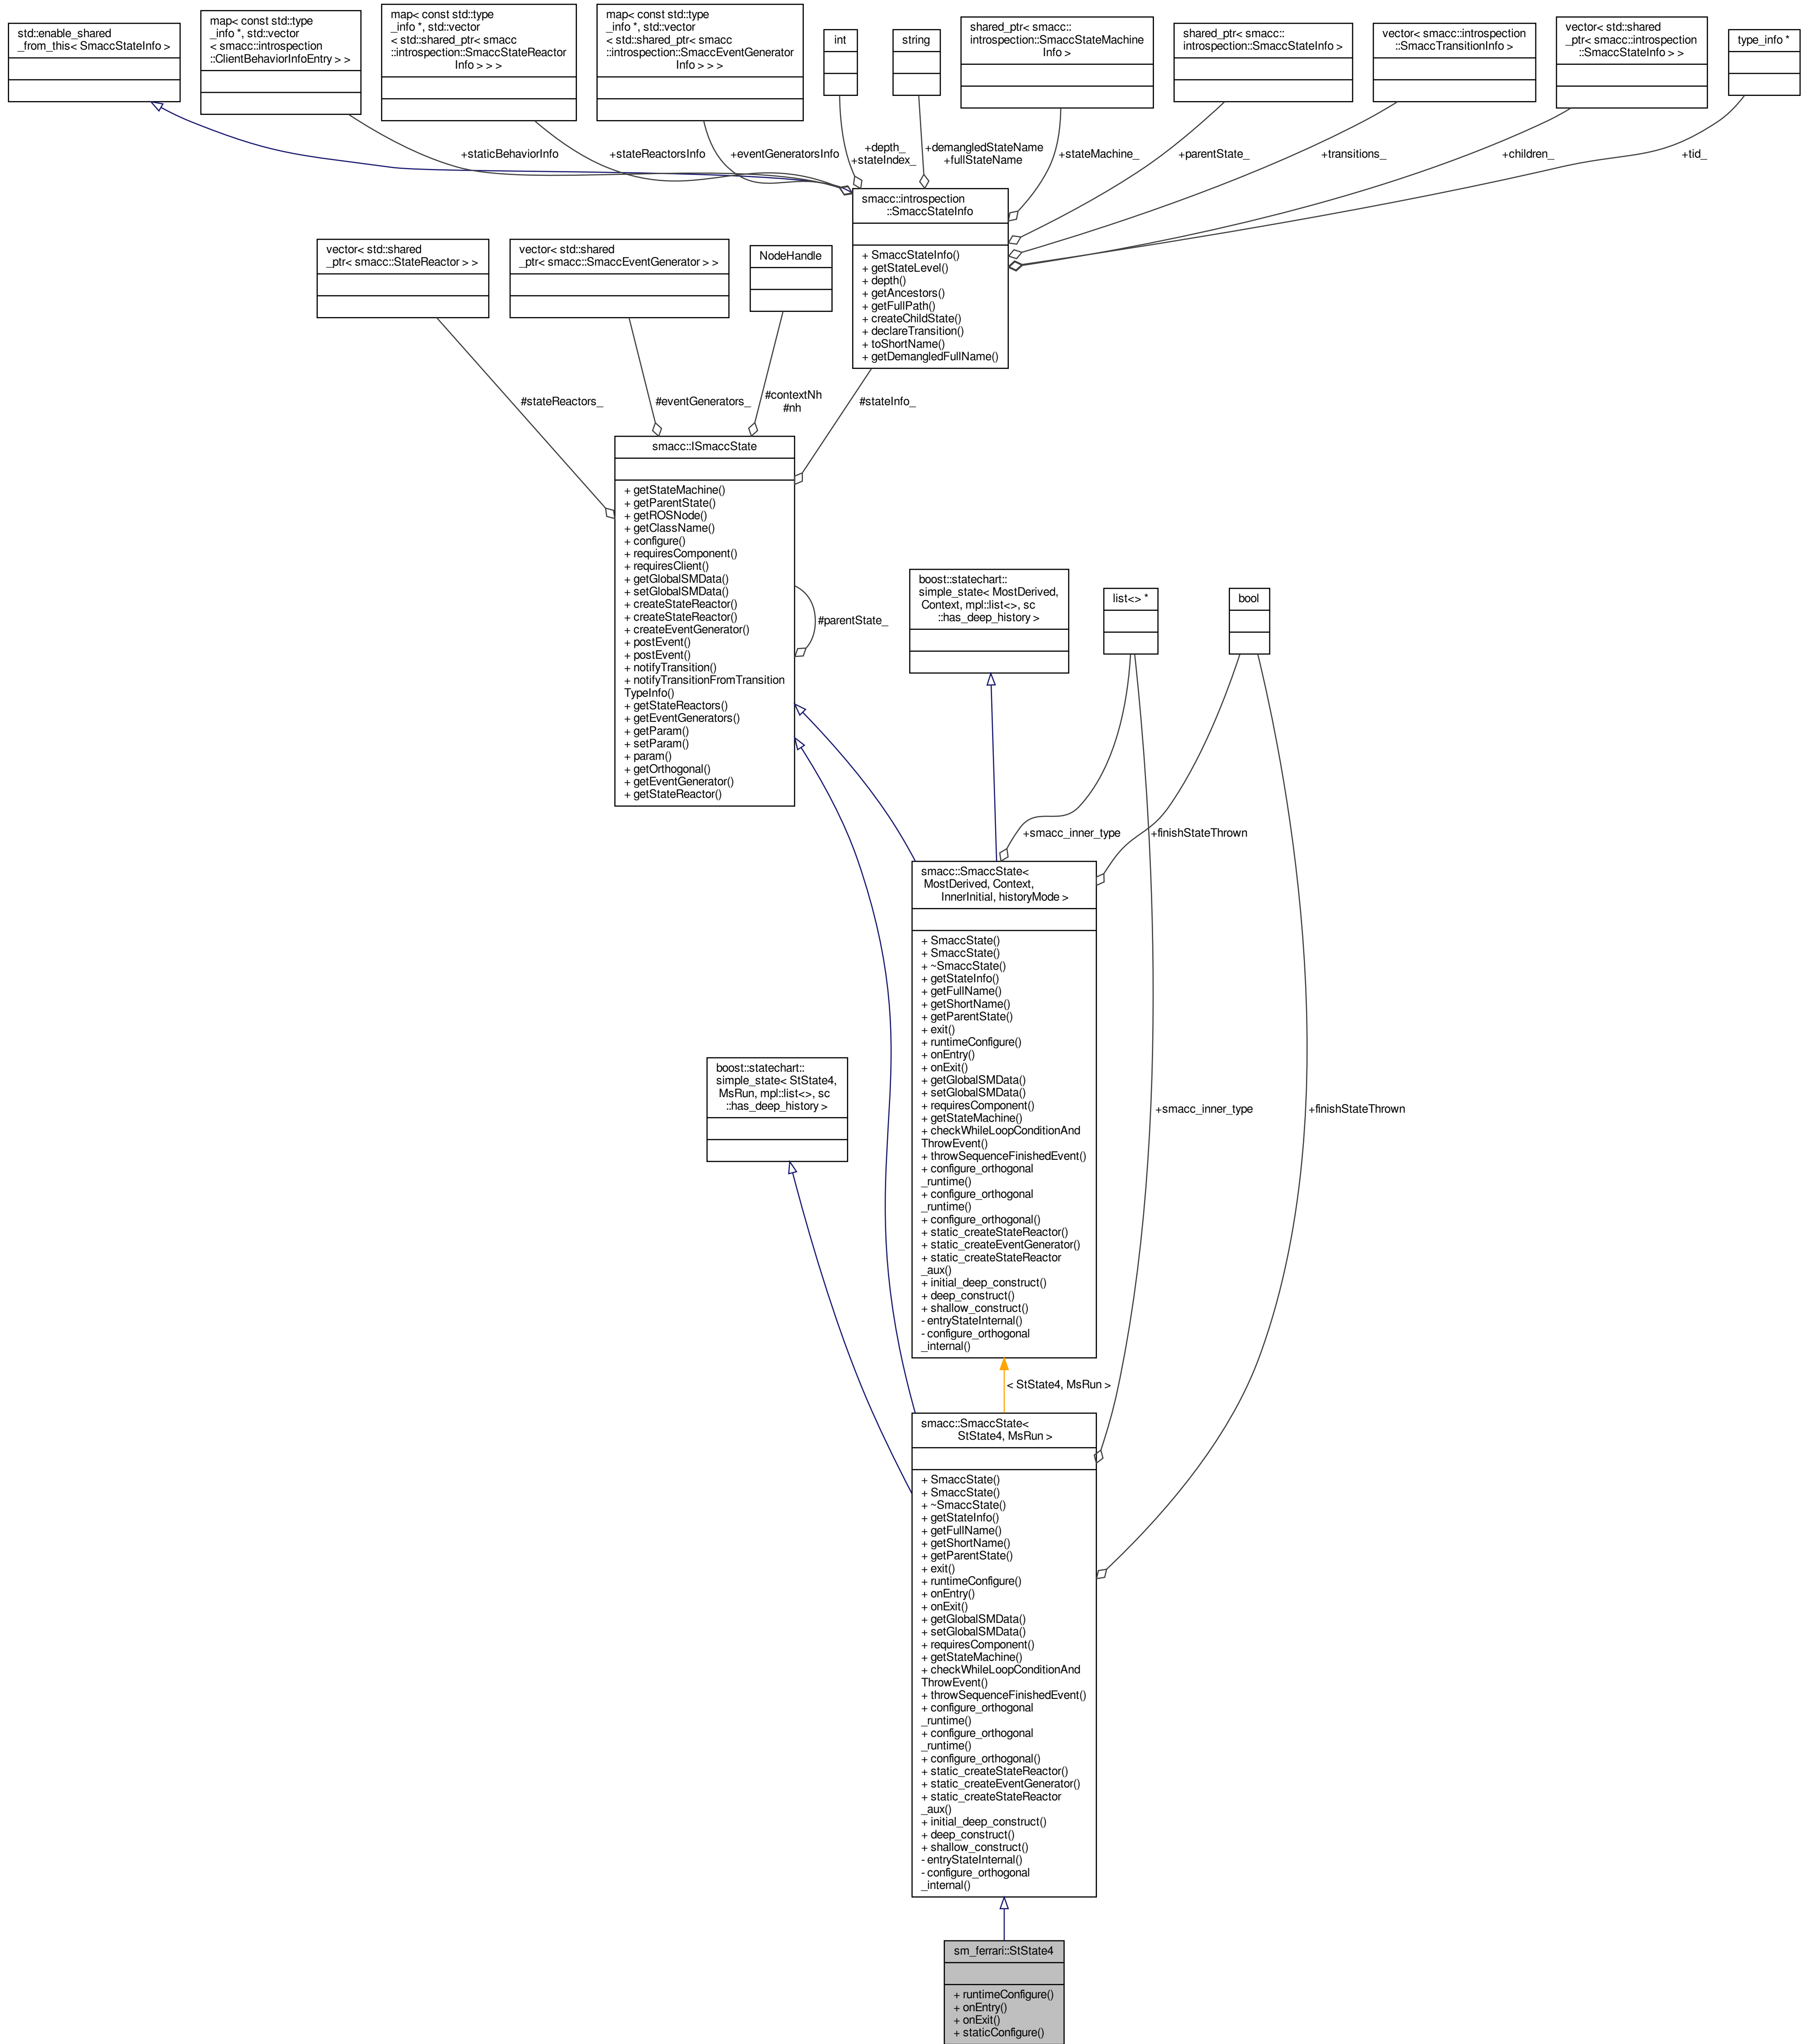 std::enable_shared
_from_this< SmaccStateInfo >
map< const std::type
_info *, std::vector
< smacc::introspection
::ClientBehaviorInfoEntry > >
map< const std::type
_info *, std::vector
< std::shared_ptr< smacc
::introspection::SmaccStateReactor
Info > > >
map< const std::type
_info *, std::vector
< std::shared_ptr< smacc
::introspection::SmaccEventGenerator
Info > > >
int
string
shared_ptr< smacc::
introspection::SmaccStateMachine
Info >
shared_ptr< smacc::
introspection::SmaccStateInfo >
vector< smacc::introspection
::SmaccTransitionInfo >
vector< std::shared
_ptr< smacc::introspection
::SmaccStateInfo > >
type_info *
+staticBehaviorInfo
+stateReactorsInfo
+eventGeneratorsInfo
+depth_
+stateIndex_
+demangledStateName
+fullStateName
+stateMachine_
+parentState_
+transitions_
+children_
+tid_
smacc::introspection
::SmaccStateInfo
+ SmaccStateInfo()
+ getStateLevel()
+ depth()
+ getAncestors()
+ getFullPath()
+ createChildState()
+ declareTransition()
+ toShortName()
+ getDemangledFullName()
vector< std::shared
_ptr< smacc::StateReactor > >
vector< std::shared
_ptr< smacc::SmaccEventGenerator > >
NodeHandle
#stateReactors_
#eventGenerators_
#contextNh
#nh
#stateInfo_
smacc::ISmaccState
+ getStateMachine()
+ getParentState()
+ getROSNode()
+ getClassName()
+ configure()
+ requiresComponent()
+ requiresClient()
+ getGlobalSMData()
+ setGlobalSMData()
+ createStateReactor()
+ createStateReactor()
+ createEventGenerator()
+ postEvent()
+ postEvent()
+ notifyTransition()
+ notifyTransitionFromTransition
TypeInfo()
+ getStateReactors()
+ getEventGenerators()
+ getParam()
+ setParam()
+ param()
+ getOrthogonal()
+ getEventGenerator()
+ getStateReactor()
#parentState_
boost::statechart::
simple_state< MostDerived,
Context, mpl::list<>, sc
::has_deep_history >
list<> *
bool
+smacc_inner_type
+finishStateThrown
smacc::SmaccState<
MostDerived, Context,
InnerInitial, historyMode >
+ SmaccState()
+ SmaccState()
+ ~SmaccState()
+ getStateInfo()
+ getFullName()
+ getShortName()
+ getParentState()
+ exit()
+ runtimeConfigure()
+ onEntry()
+ onExit()
+ getGlobalSMData()
+ setGlobalSMData()
+ requiresComponent()
+ getStateMachine()
+ checkWhileLoopConditionAnd
ThrowEvent()
+ throwSequenceFinishedEvent()
+ configure_orthogonal
_runtime()
+ configure_orthogonal
_runtime()
+ configure_orthogonal()
+ static_createStateReactor()
+ static_createEventGenerator()
+ static_createStateReactor
_aux()
+ initial_deep_construct()
+ deep_construct()
+ shallow_construct()
- entryStateInternal()
- configure_orthogonal
_internal()
boost::statechart::
simple_state< StState4,
MsRun, mpl::list<>, sc
::has_deep_history >
+smacc_inner_type
+finishStateThrown
< StState4, MsRun >
smacc::SmaccState<
StState4, MsRun >
+ SmaccState()
+ SmaccState()
+ ~SmaccState()
+ getStateInfo()
+ getFullName()
+ getShortName()
+ getParentState()
+ exit()
+ runtimeConfigure()
+ onEntry()
+ onExit()
+ getGlobalSMData()
+ setGlobalSMData()
+ requiresComponent()
+ getStateMachine()
+ checkWhileLoopConditionAnd
ThrowEvent()
+ throwSequenceFinishedEvent()
+ configure_orthogonal
_runtime()
+ configure_orthogonal
_runtime()
+ configure_orthogonal()
+ static_createStateReactor()
+ static_createEventGenerator()
+ static_createStateReactor
_aux()
+ initial_deep_construct()
+ deep_construct()
+ shallow_construct()
- entryStateInternal()
- configure_orthogonal
_internal()
sm_ferrari::StState4
+ runtimeConfigure()
+ onEntry()
+ onExit()
+ staticConfigure()